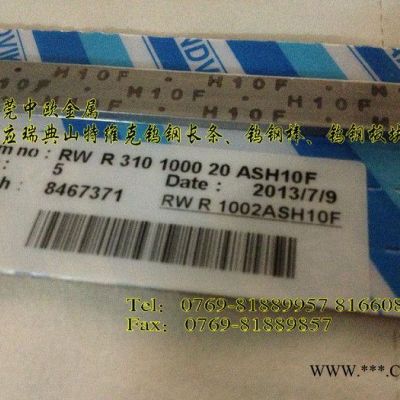 H10F · H10F · H10F
莞中欧金属
应瑞典山特维克钨钢长条、钨钢棒、钨钢板块
m no : RW R 310 1000 20 ASH10F
: 5 Date : 2013/7/9
h : 8467371 RW R 1002ASH10F
Tel: 0769-81889957 816608
Fax: 0769-81889857
www.***.c